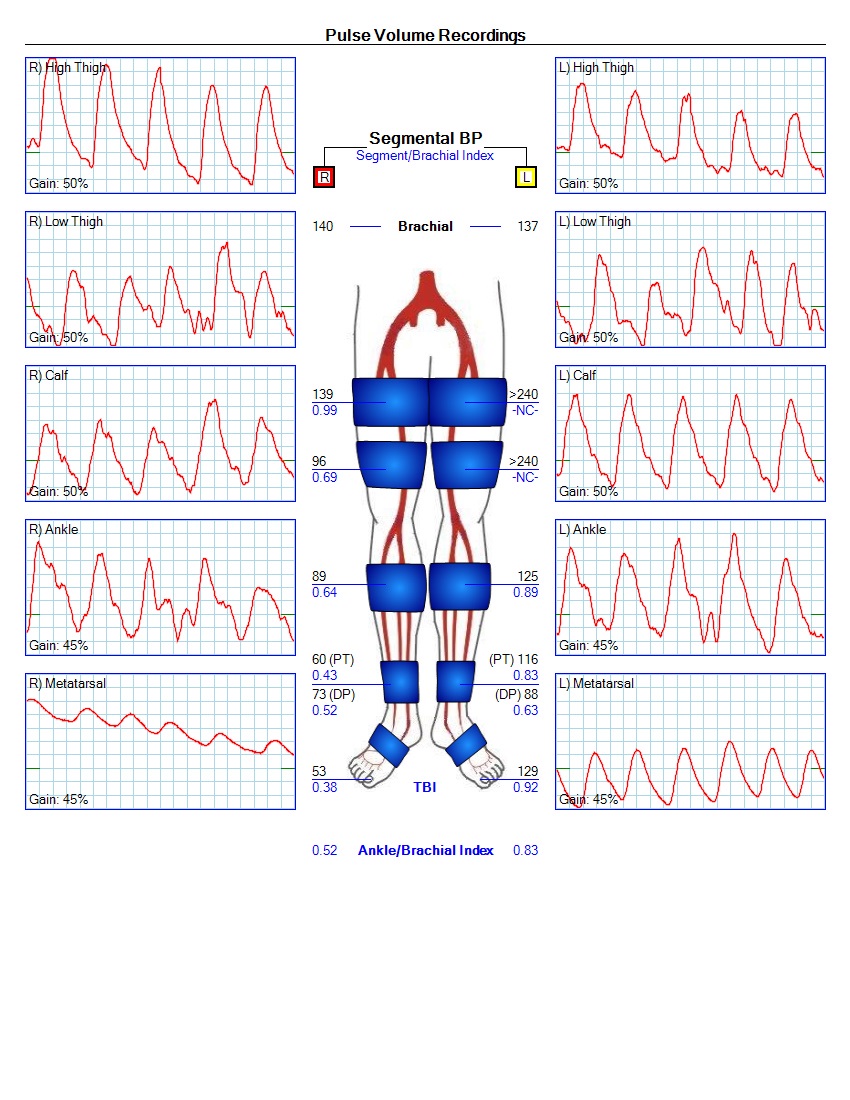 Pulse Volume Recordings
R) High Thigh
Gain: 50%
R) Low Thigh
Gain: 50%
R) Calf
Gain: 50%
R) Ankle
Gain: 45%
R) Metatarsal
Gain: 45%
Segmental BP
Segment/Brachial Index
R L
140 Brachial 137
139 >240
0.99 -NC-
96 >240
0.69 -NC-
89 125
0.64 0.89
60 (PT) (PT) 116
0.43 0.83
73 (DP) (DP) 88
0.52 0.63
53 129
0.38 TBI 0.92
0.52 Ankle/Brachial Index 0.83
L) High Thigh
Gain: 50%
L) Low Thigh
Gain: 50%
L) Calf
Gain: 50%
L) Ankle
Gain: 45%
L) Metatarsal
Gain: 45%